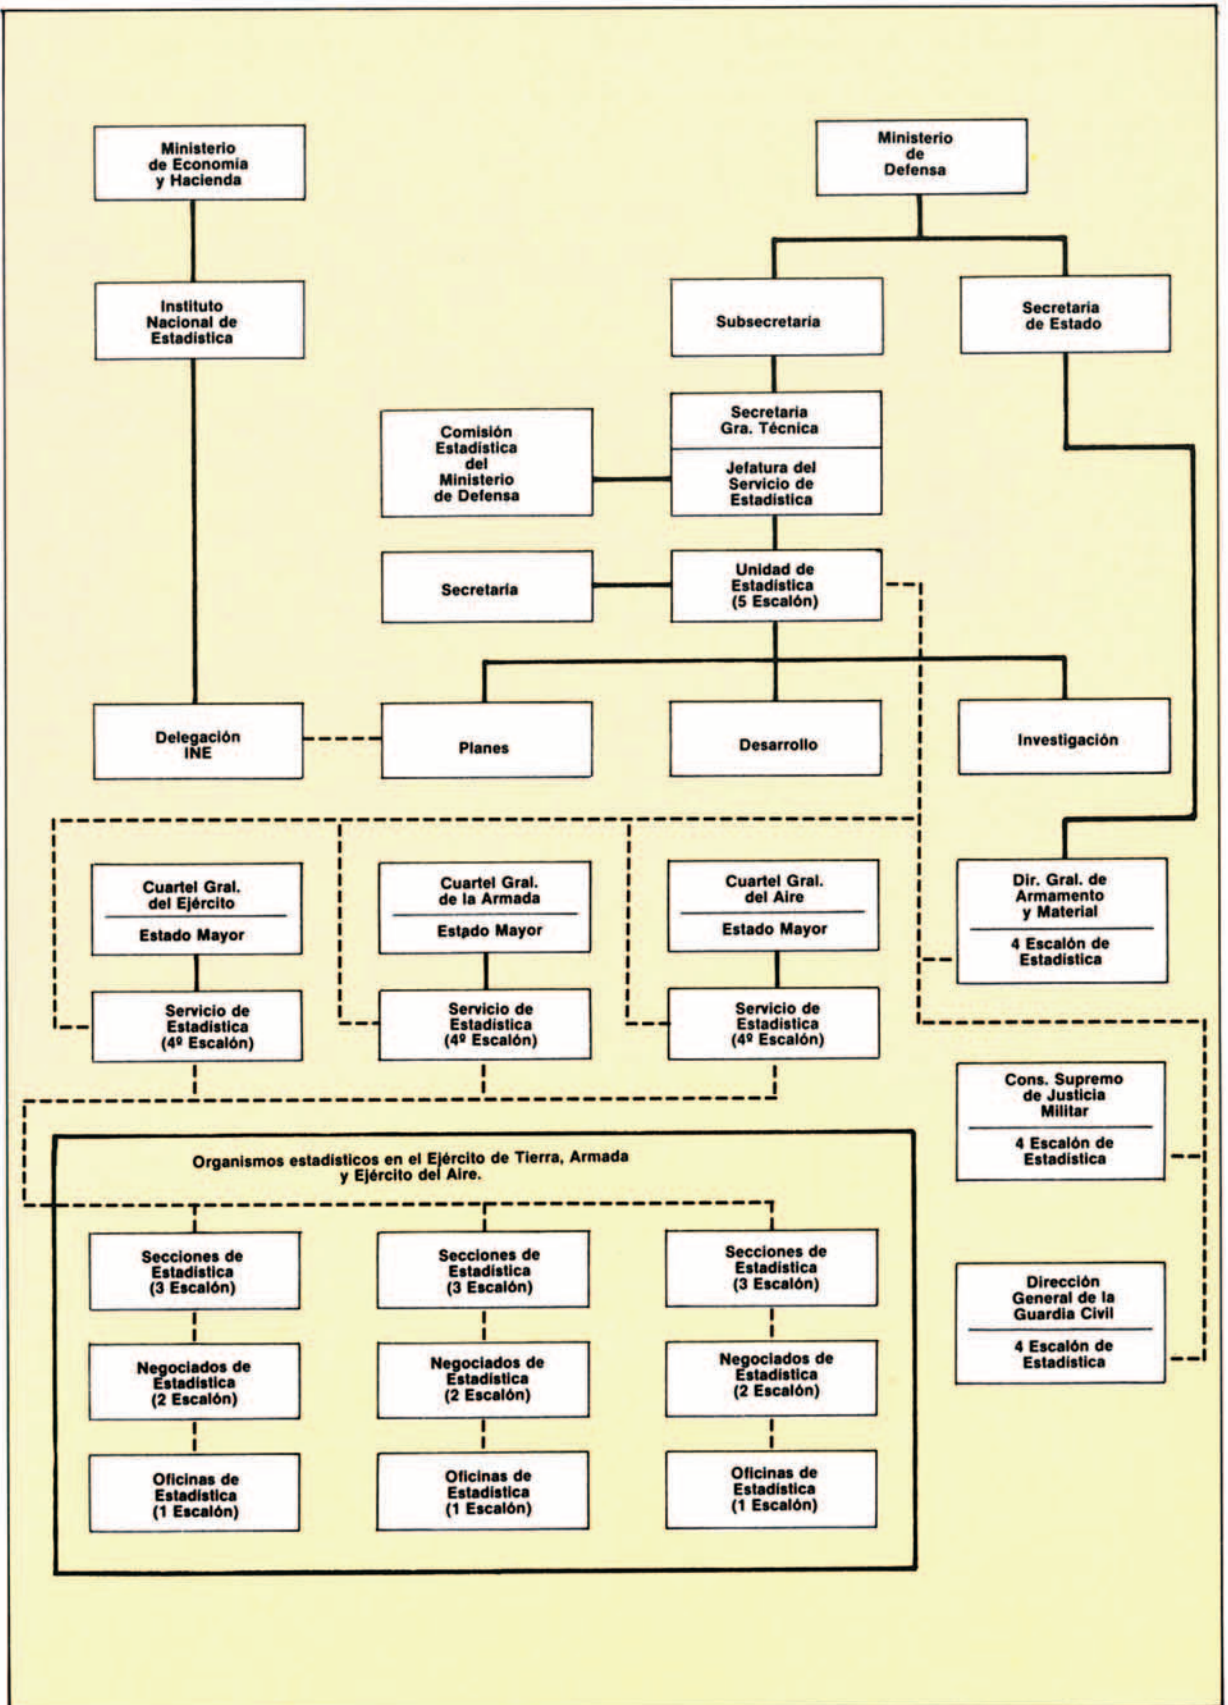 Ministerio
de Economía
y Hacienda
Ministerio
de
Defensa
Instituto
Nacional de
Estadística
Subsecretaría
Secretaría
de Estado
Comisión
Estadística
del
Ministerio
de Defensa
Secretaría
Gra. Técnica
Jefatura del
Servicio de
Estadística
Secretaría
Unidad de
Estadística
(5 Escalón)
Delegación
INE
Planes
Desarrollo
Investigación
Cuartel Gral.
del Ejército
Estado Mayor
Cuartel Gral.
de la Armada
Estado Mayor
Cuartel Gral.
del Aire
Estado Mayor
Dir. Gral. de
Armamento
y Material
4 Escalón de
Estadística
Servicio de
Estadística
(4º Escalón)
Servicio de
Estadística
(4º Escalón)
Servicio de
Estadística
(4º Escalón)
Cons. Supremo
de Justicia
Militar
4 Escalón de
Estadística
Organismos estadísticos en el Ejército de Tierra, Armada
y Ejército del Aire.
Secciones de
Estadística
(3 Escalón)
Secciones de
Estadística
(3 Escalón)
Secciones de
Estadística
(3 Escalón)
Dirección
General de la
Guardia Civil
4 Escalón de
Estadística
Negociados de
Estadística
(2 Escalón)
Negociados de
Estadística
(2 Escalón)
Negociados de
Estadística
(2 Escalón)
Oficinas de
Estadística
(1 Escalón)
Oficinas de
Estadística
(1 Escalón)
Oficinas de
Estadística
(1 Escalón)